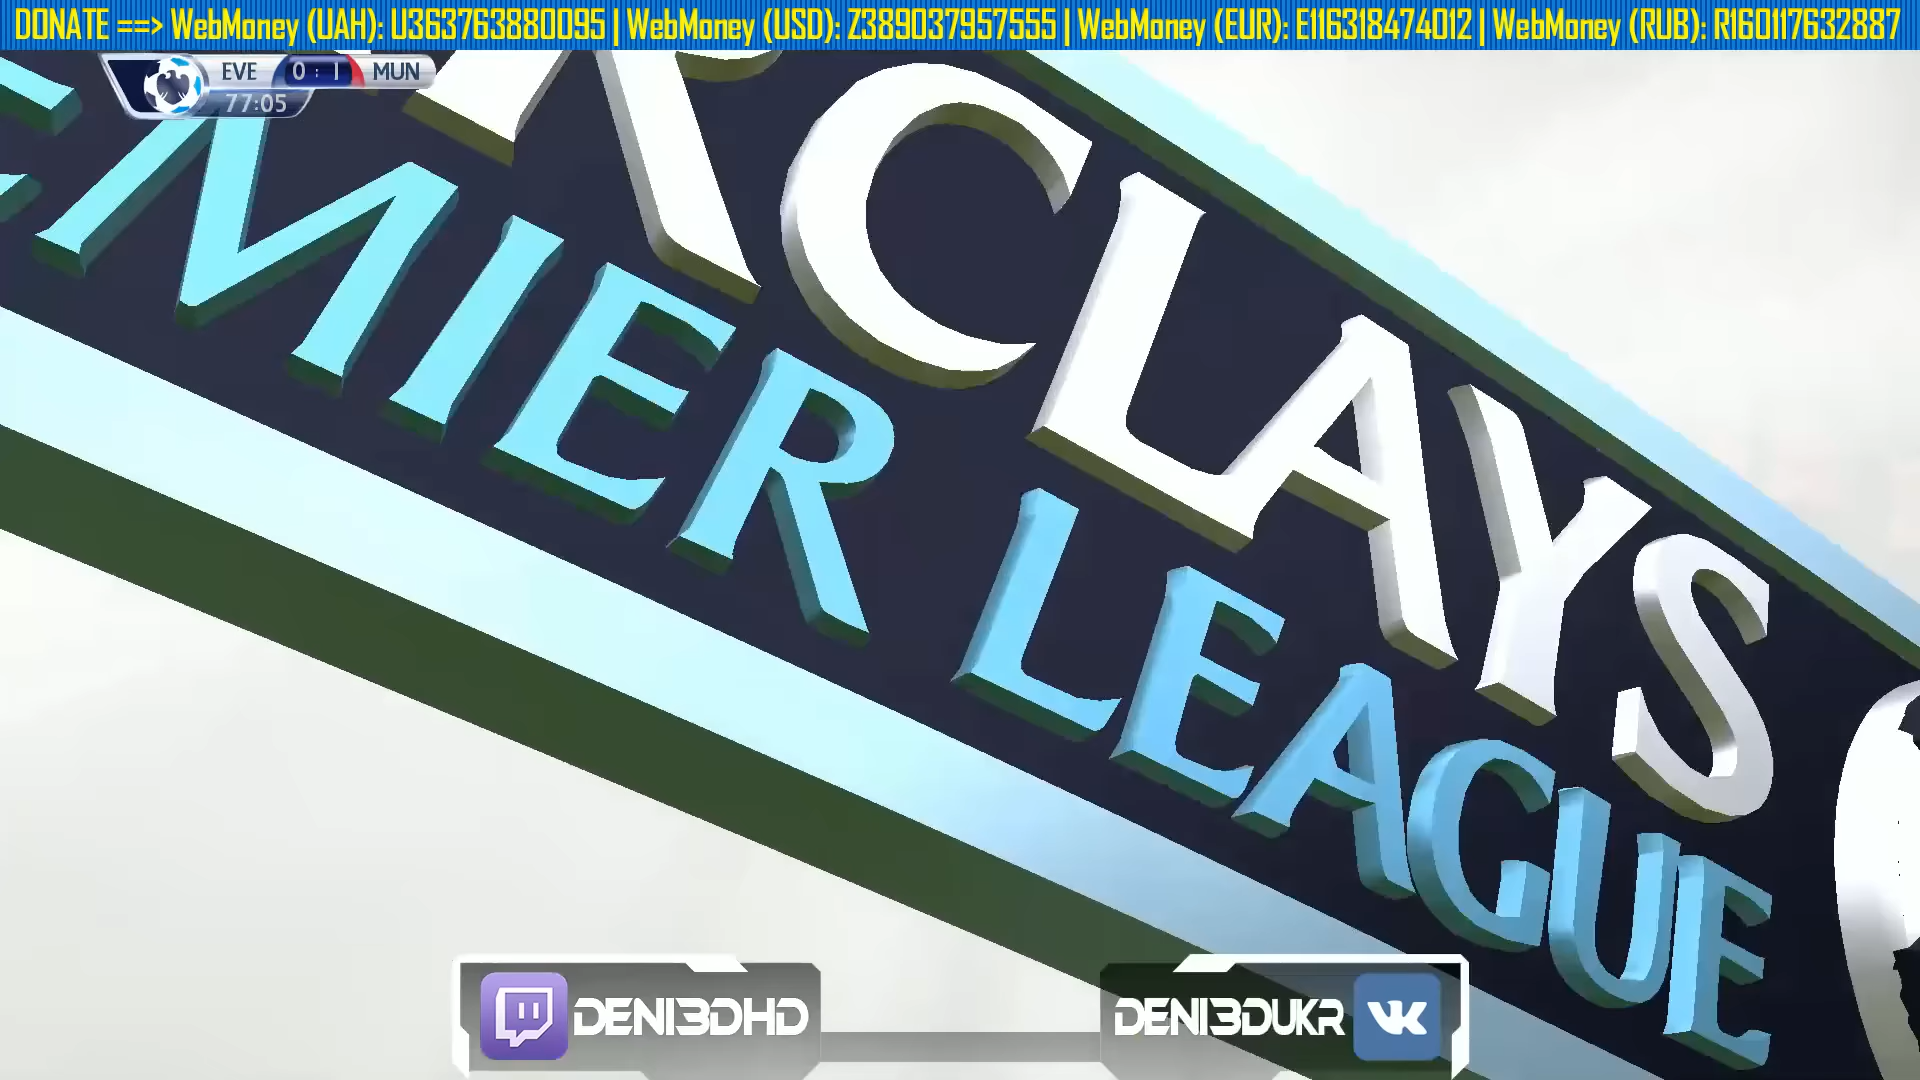 DONATE ==> WebMoney (UAH): U363763880095 | WebMoney (USD): Z389037957555 | WebMoney (EUR): E116318474012 | WebMoney (RUB): R160117632887
EVE 0 : 1 MUN
77:05
RCLAYS
EMIER LEAGUE
DENI3DHD
DENI3DUKR